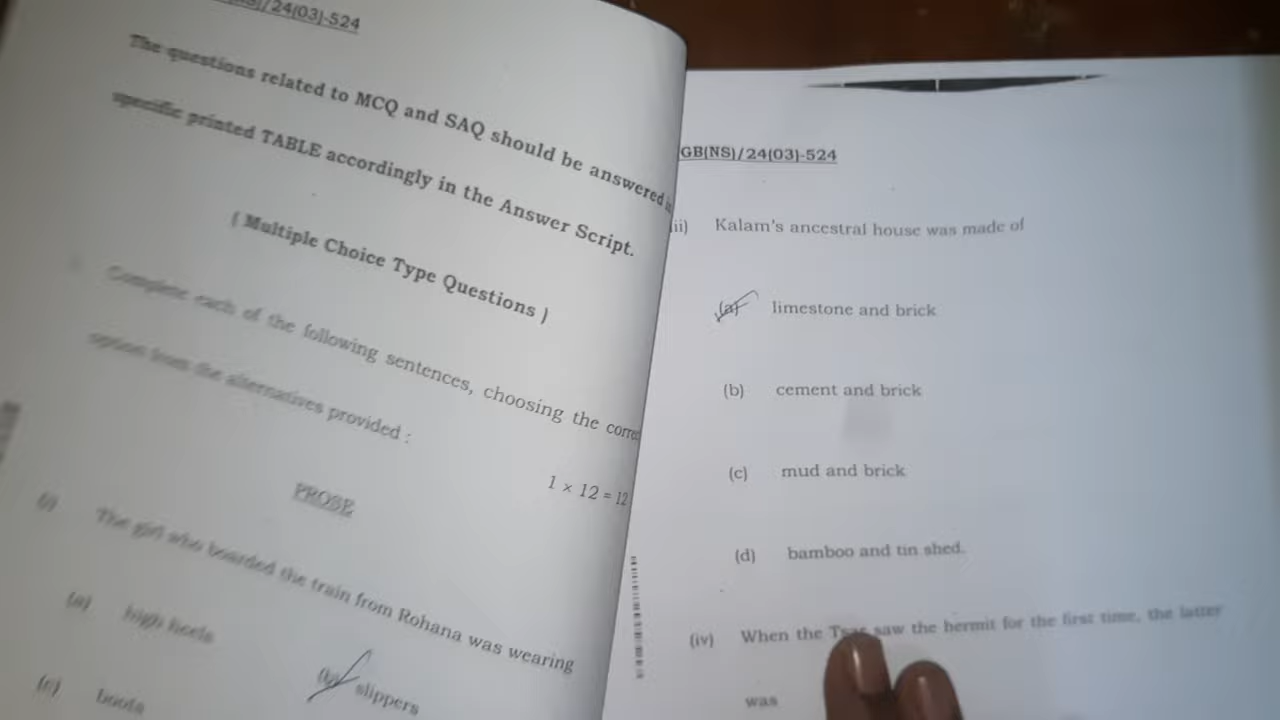 /24(03)-524
The questions related to MCQ and SAQ should be answered
specific printed TABLE accordingly in the Answer Script.
( Multiple Choice Type Questions )
Complete each of the following sentences, choosing the
option from the alternatives provided :
1 × 12 = 12
PROSE
(i) The girl who boarded the train from Rohana was wearing
(a) high heels
(b) slippers
(c) boots
GB(NS)/24(03)-524
ii) Kalam's ancestral house was made of
(a) limestone and brick
(b) cement and brick
(c) mud and brick
(d) bamboo and tin shed.
(iv) When the Tsar saw the hermit for the first time, the latter
was